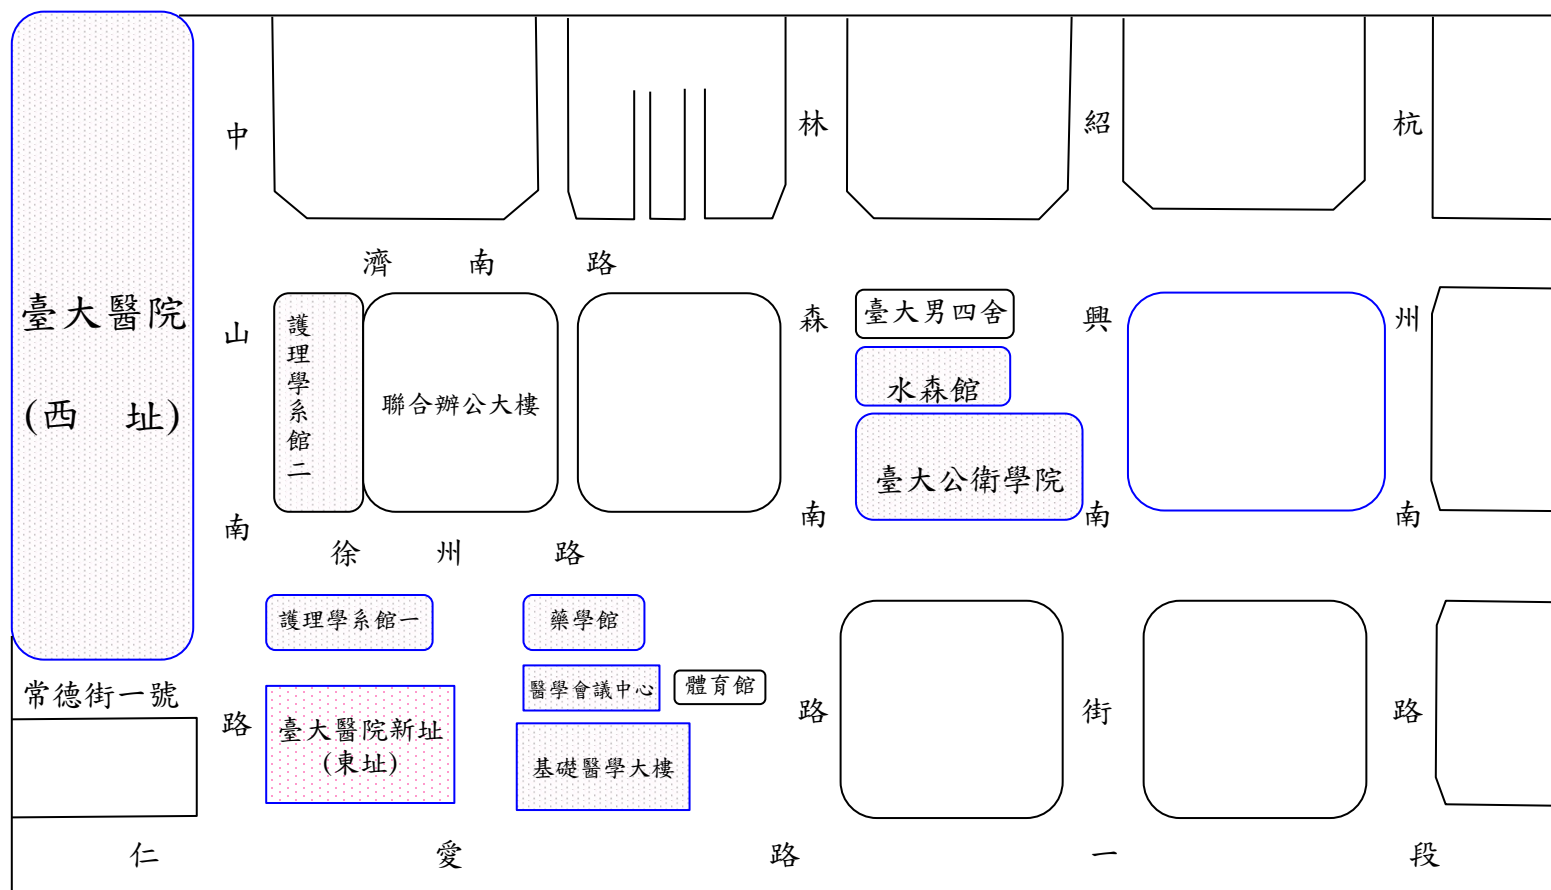 臺大醫院
(西 址)
常德街一號
中山南路
濟南路
林森南路
紹興南街
杭州南路
護理學系館二
聯合辦公大樓
臺大男四舍
水森館
臺大公衛學院
徐州路
護理學系館一
藥學館
醫學會議中心
體育館
臺大醫院新址
(東址)
基礎醫學大樓
仁愛路一段